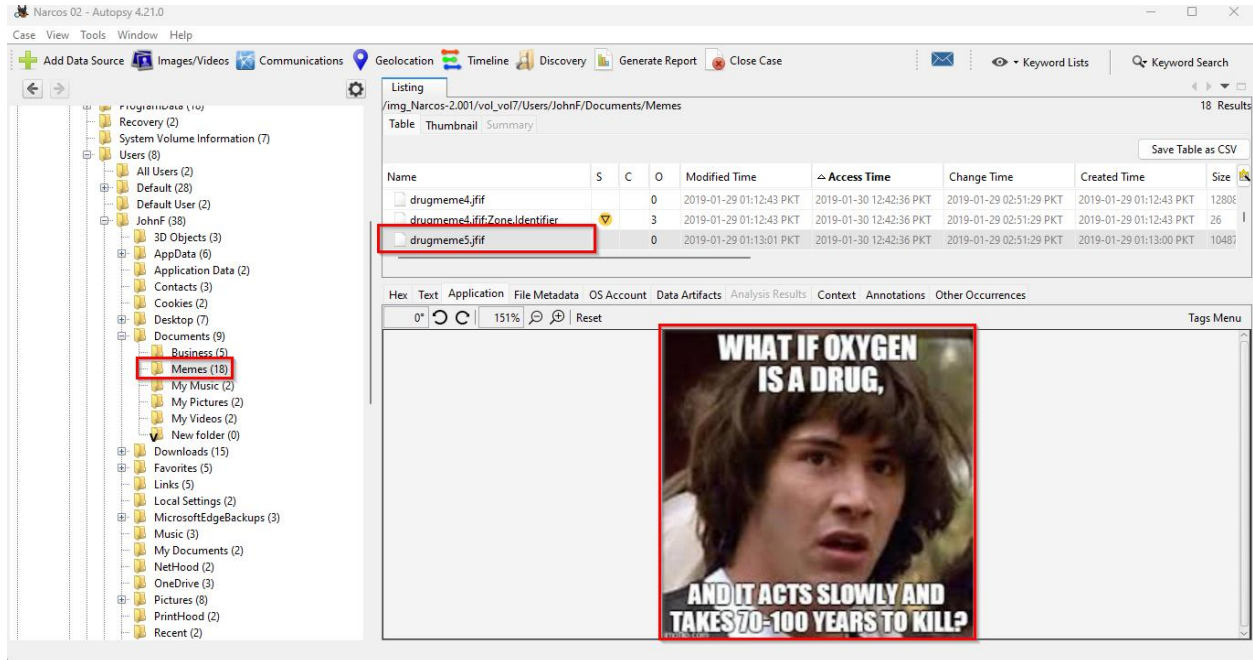 Narcos 02 - Autopsy 4.21.0
Case View Tools Window Help
Add Data Source Images/Videos Communications Geolocation Timeline Discovery Generate Report Close Case Keyword Lists Keyword Search
Listing
/img_Narcos-2.001/vol_vol7/Users/JohnF/Documents/Memes 18 Results
Table Thumbnail Summary
Save Table as CSV
Name S C O Modified Time Access Time Change Time Created Time Size
drugmeme4.jfif 0 2019-01-29 01:12:43 PKT 2019-01-30 12:42:36 PKT 2019-01-29 02:51:29 PKT 2019-01-29 01:12:43 PKT 12808
drugmeme4.jfif:Zone.Identifier 3 2019-01-29 01:12:43 PKT 2019-01-30 12:42:36 PKT 2019-01-29 02:51:29 PKT 2019-01-29 01:12:43 PKT 26
drugmeme5.jfif 0 2019-01-29 01:13:01 PKT 2019-01-30 12:42:36 PKT 2019-01-29 02:51:29 PKT 2019-01-29 01:13:00 PKT 10487
Hex Text Application File Metadata OS Account Data Artifacts Analysis Results Context Annotations Other Occurrences
0° 151% Reset Tags Menu
WHAT IF OXYGEN
IS A DRUG,
AND IT ACTS SLOWLY AND
TAKES 70-100 YEARS TO KILL?
ProgramData (10)
Recovery (2)
System Volume Information (7)
Users (8)
All Users (2)
Default (28)
Default User (2)
JohnF (38)
3D Objects (3)
AppData (6)
Application Data (2)
Contacts (3)
Cookies (2)
Desktop (7)
Documents (9)
Business (5)
Memes (18)
My Music (2)
My Pictures (2)
My Videos (2)
New folder (0)
Downloads (15)
Favorites (5)
Links (5)
Local Settings (2)
MicrosoftEdgeBackups (3)
Music (3)
My Documents (2)
NetHood (2)
OneDrive (3)
Pictures (8)
PrintHood (2)
Recent (2)